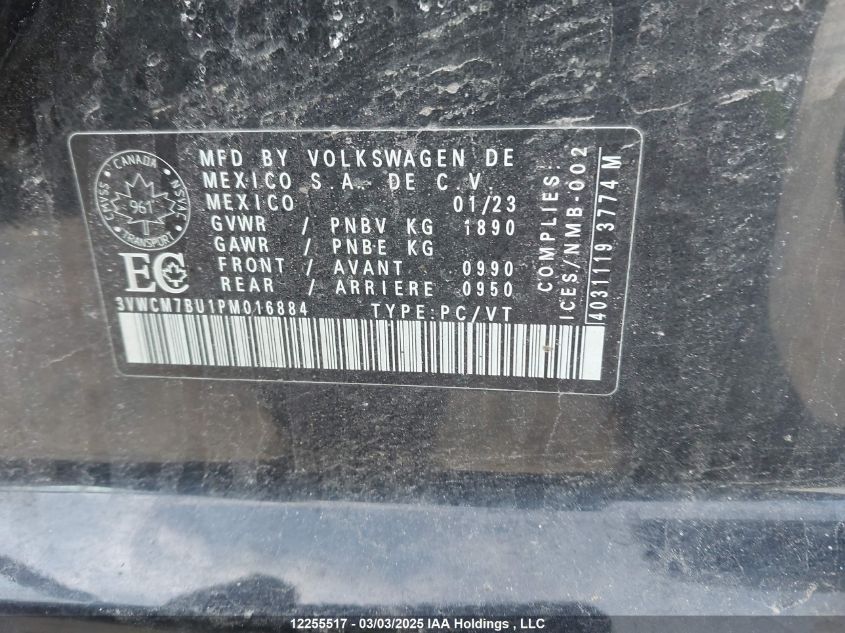 CANADA
CMVSS
NSVAC
961
TRANSPORT
EC
MFD BY VOLKSWAGEN DE
MEXICO S.A. DE C.V.
MEXICO 01/23
GVWR / PNBV KG 1890
GAWR / PNBE KG
FRONT / AVANT 0990
REAR / ARRIERE 0950
3VWCM7BU1PM016884 TYPE:PC/VT
COMPLIES:
ICES/NMB-002
4031119 3774 M
12255517 - 03/03/2025 IAA Holdings , LLC